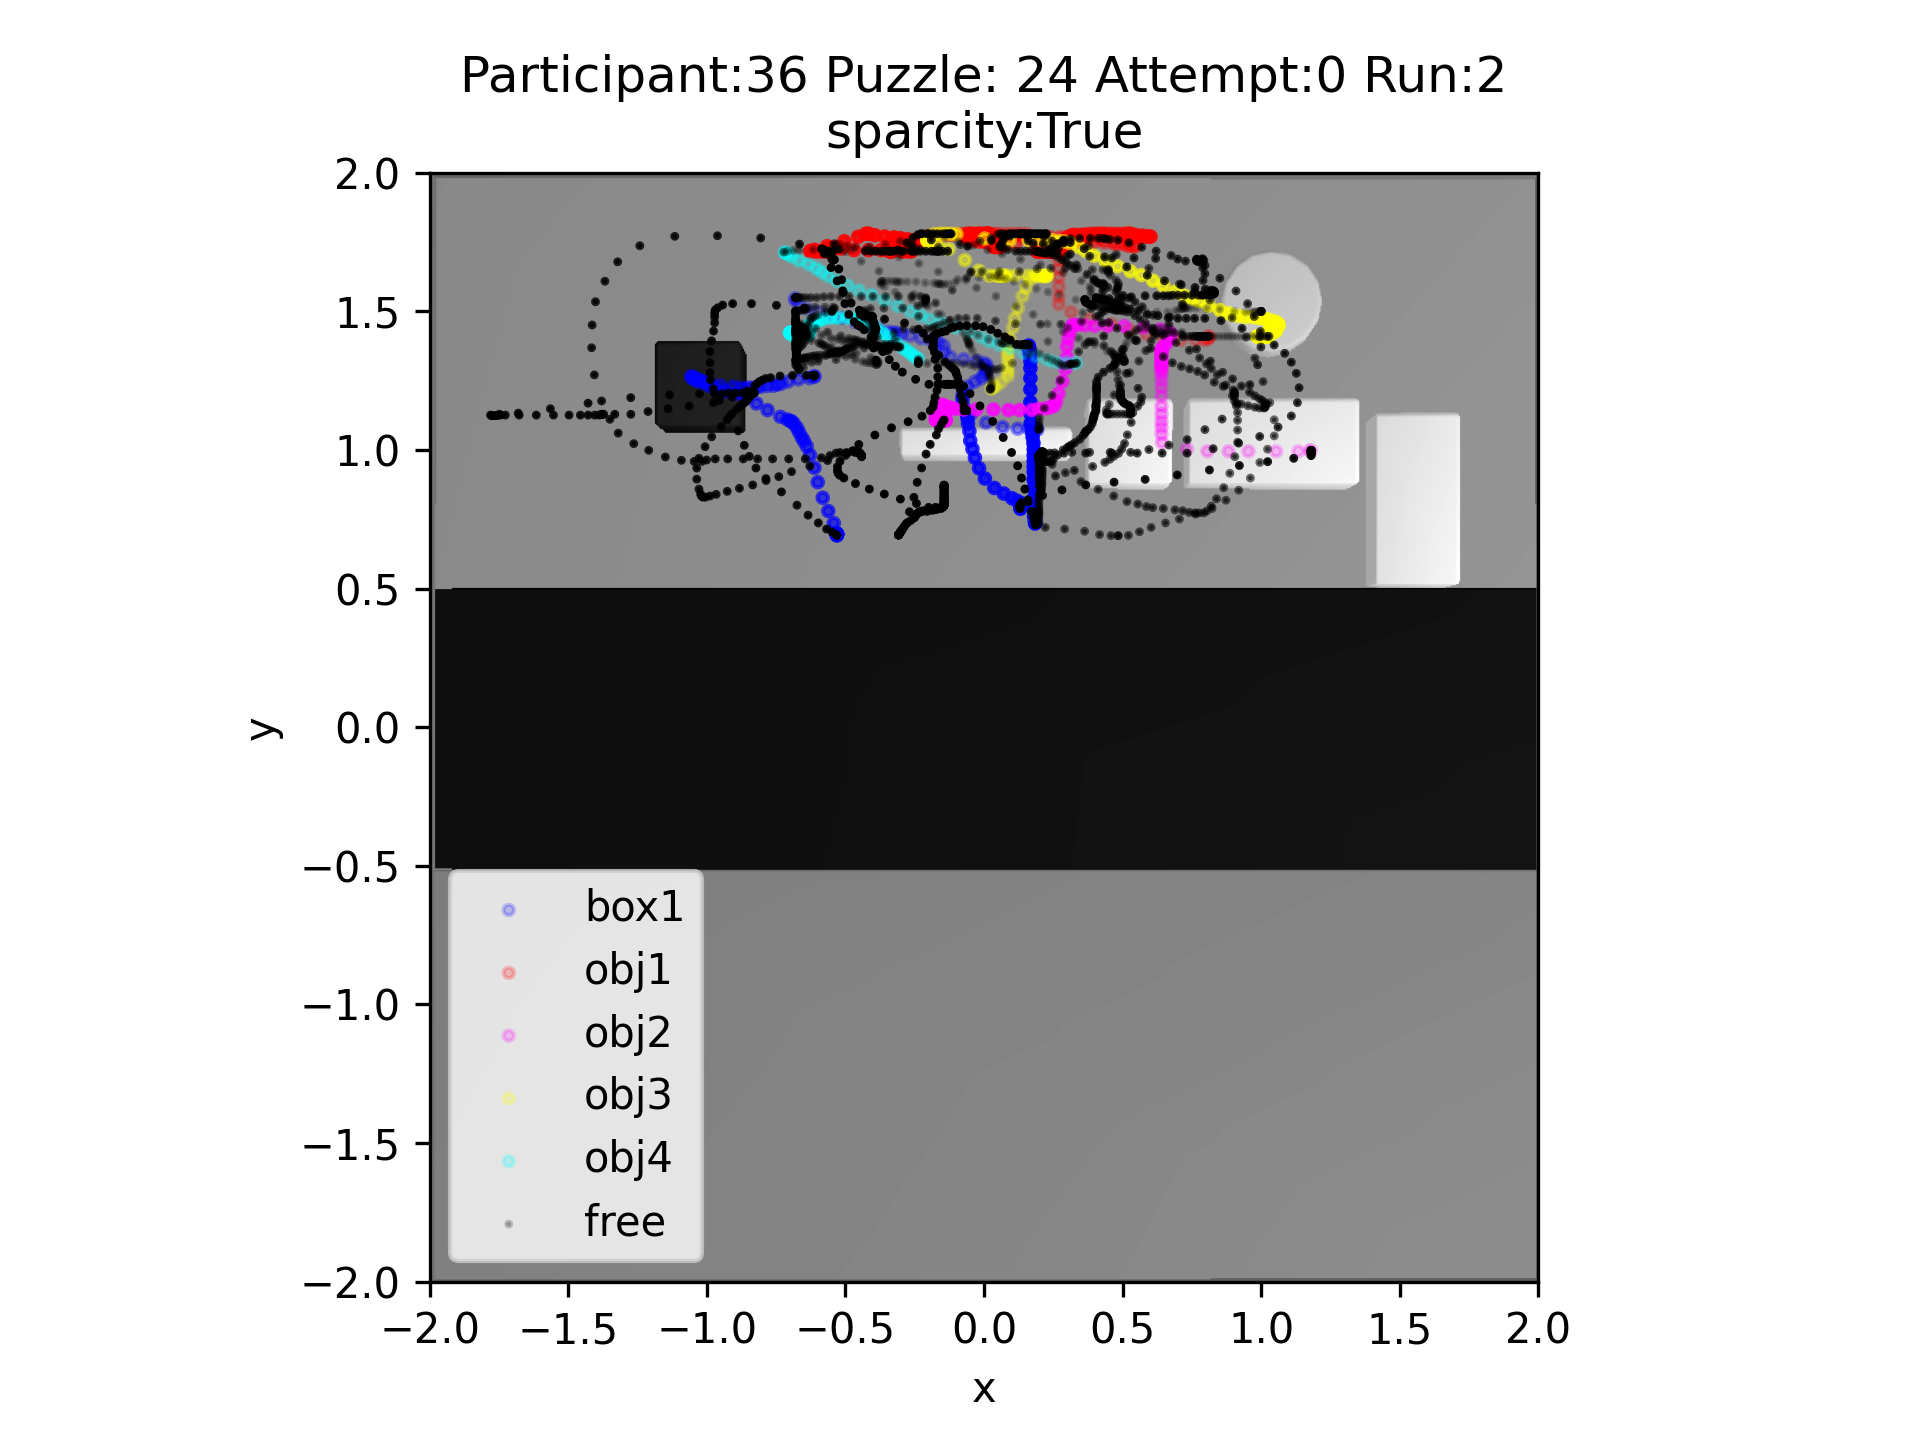 Participant:36 Puzzle: 24 Attempt:0 Run:2
sparcity:True
2.0
1.5
1.0
0.5
0.0
−0.5
−1.0
−1.5
−2.0
y
box1
obj1
obj2
obj3
obj4
free
−2.0 −1.5 −1.0 −0.5 0.0 0.5 1.0 1.5 2.0
x